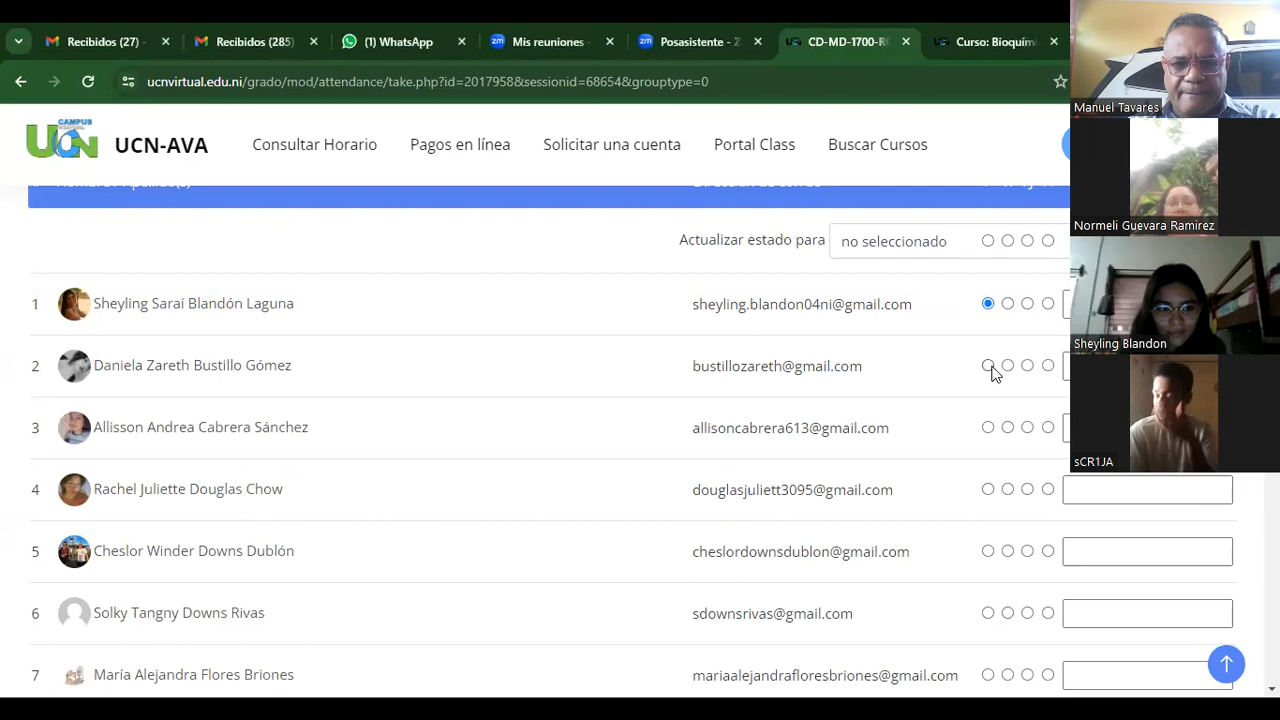 Recibidos (27) -
Recibidos (285)
(1) WhatsApp
Mis reuniones -
Posasistente - Z
CD-MD-1700-R
Curso: Bioquím
ucnvirtual.edu.ni/grado/mod/attendance/take.php?id=2017958&sessionid=68654&grouptype=0
CAMPUS
UCN
UCN-AVA
Consultar Horario
Pagos en línea
Solicitar una cuenta
Portal Class
Buscar Cursos
Actualizar estado para
no seleccionado
1 Sheyling Saraí Blandón Laguna sheyling.blandon04ni@gmail.com
2 Daniela Zareth Bustillo Gómez bustillozareth@gmail.com
3 Allisson Andrea Cabrera Sánchez allisoncabrera613@gmail.com
4 Rachel Juliette Douglas Chow douglasjuliett3095@gmail.com
5 Cheslor Winder Downs Dublón cheslordownsdublon@gmail.com
6 Solky Tangny Downs Rivas sdownsrivas@gmail.com
7 María Alejandra Flores Briones mariaalejandrafloresbriones@gmail.com
Manuel Tavares
Normeli Guevara Ramirez
Sheyling Blandon
sCR1JA